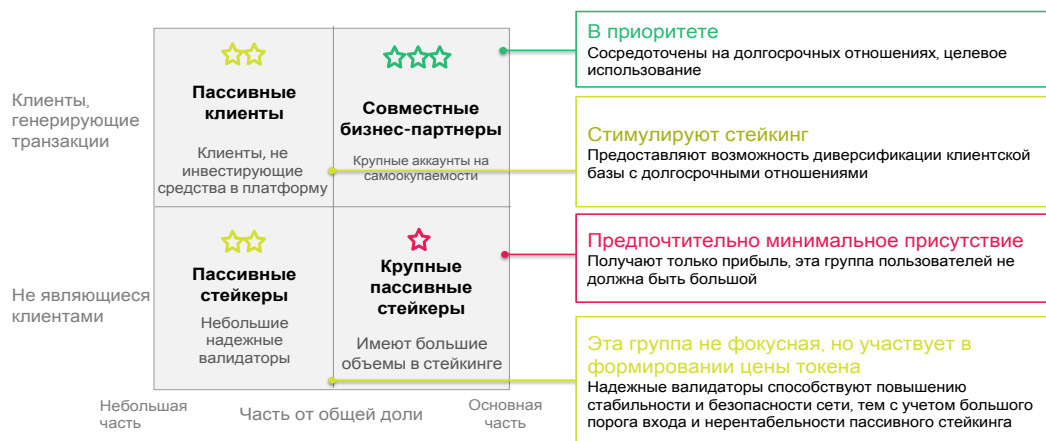 Клиенты,
генерирующие
транзакции
Пассивные
клиенты
Клиенты, не
инвестирующие
средства в платформу
Совместные
бизнес-партнеры
Крупные аккаунты на
самоокупаемости
В приоритете
Сосредоточены на долгосрочных отношениях, целевое
использование
Стимулируют стейкинг
Предоставляют возможность диверсификации клиентской
базы с долгосрочными отношениями
Не являющиеся
клиентами
Пассивные
стейкеры
Небольшие
надежные
валидаторы
Крупные
пассивные
стейкеры
Имеют большие
объемы в стейкинге
Предпочтительно минимальное присутствие
Получают только прибыль, эта группа пользователей не
должна быть большой
Эта группа не фокусная, но участвует в
формировании цены токена
Надежные валидаторы способствуют повышению
стабильности и безопасности сети, тем с учетом большого
порога входа и нерентабельности пассивного стейкинга
Небольшая
часть
Часть от общей доли
Основная
часть